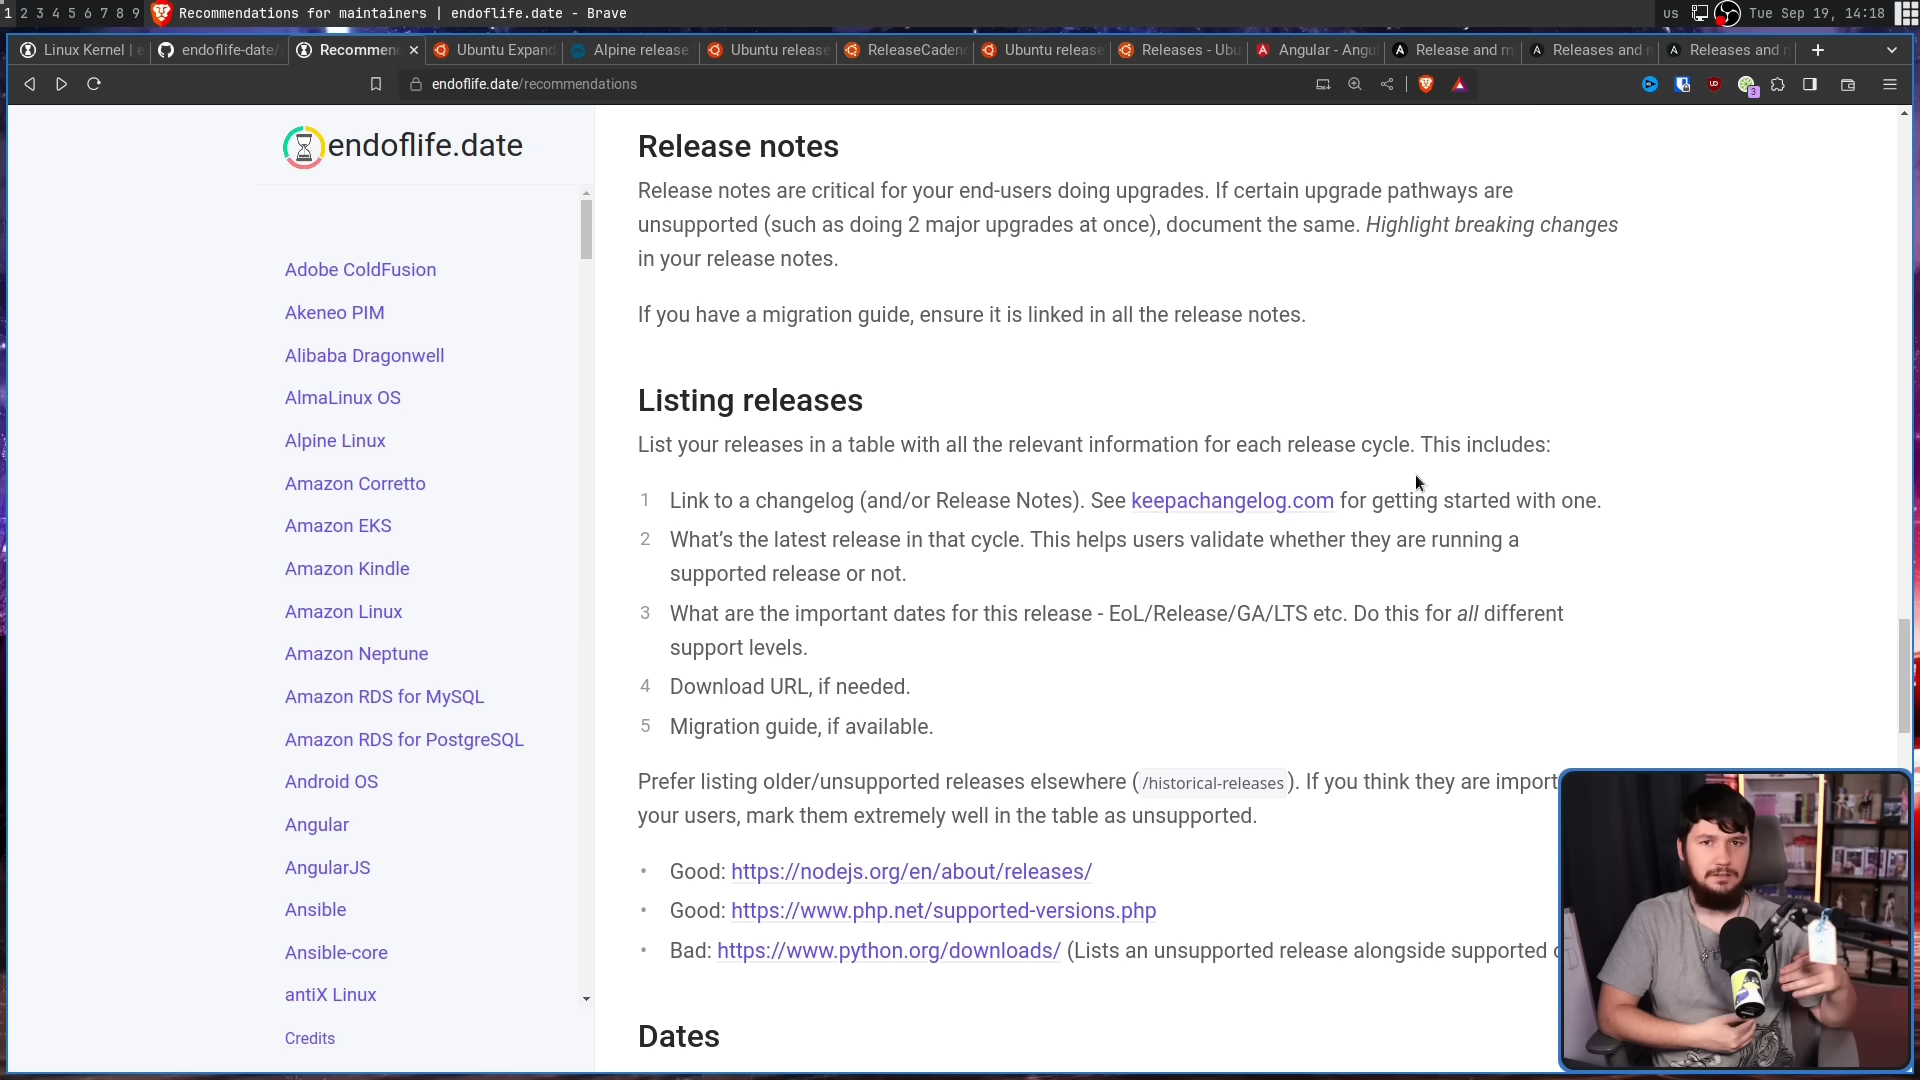 1 2 3 4 5 6 7 8 9 Recommendations for maintainers | endoflife.date - Brave us Tue Sep 19, 14:18
Linux Kernel | e endoflife-date/ Recommen Ubuntu Expand Alpine release Ubuntu release ReleaseCaden Ubuntu release Releases - Ubu Angular - Angu Release and m Releases and Releases and
endoflife.date/recommendations 3
endoflife.date
Adobe ColdFusion
Akeneo PIM
Alibaba Dragonwell
AlmaLinux OS
Alpine Linux
Amazon Corretto
Amazon EKS
Amazon Kindle
Amazon Linux
Amazon Neptune
Amazon RDS for MySQL
Amazon RDS for PostgreSQL
Android OS
Angular
AngularJS
Ansible
Ansible-core
antiX Linux
Credits
Release notes
Release notes are critical for your end-users doing upgrades. If certain upgrade pathways are
unsupported (such as doing 2 major upgrades at once), document the same. Highlight breaking changes
in your release notes.
If you have a migration guide, ensure it is linked in all the release notes.
Listing releases
List your releases in a table with all the relevant information for each release cycle. This includes:
1 Link to a changelog (and/or Release Notes). See keepachangelog.com for getting started with one.
2 What’s the latest release in that cycle. This helps users validate whether they are running a
supported release or not.
3 What are the important dates for this release - EoL/Release/GA/LTS etc. Do this for all different
support levels.
4 Download URL, if needed.
5 Migration guide, if available.
Prefer listing older/unsupported releases elsewhere ( /historical-releases ). If you think they are import
your users, mark them extremely well in the table as unsupported.
• Good: https://nodejs.org/en/about/releases/
• Good: https://www.php.net/supported-versions.php
• Bad: https://www.python.org/downloads/ (Lists an unsupported release alongside supported
Dates